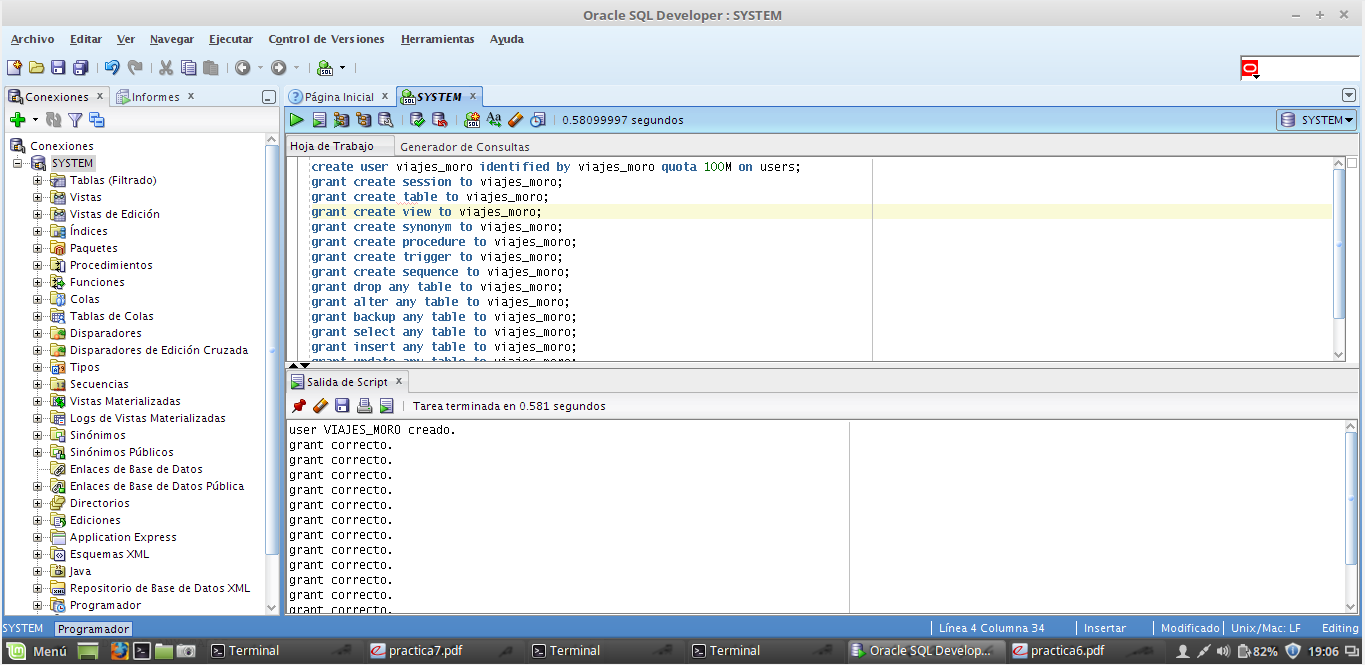 Oracle SQL Developer : SYSTEM
Archivo Editar Ver Navegar Ejecutar Control de Versiones Herramientas Ayuda
Conexiones
Informes
Página Inicial
SYSTEM
0.58099997 segundos
SYSTEM
Hoja de Trabajo
Generador de Consultas
Conexiones
SYSTEM
Tablas (Filtrado)
Vistas
Vistas de Edición
Índices
Paquetes
Procedimientos
Funciones
Colas
Tablas de Colas
Disparadores
Disparadores de Edición Cruzada
Tipos
Secuencias
Vistas Materializadas
Logs de Vistas Materializadas
Sinónimos
Sinónimos Públicos
Enlaces de Base de Datos
Enlaces de Base de Datos Pública
Directorios
Ediciones
Application Express
Esquemas XML
Java
Repositorio de Base de Datos XML
Programador
create user viajes_moro identified by viajes_moro quota 100M on users;
grant create session to viajes_moro;
grant create table to viajes_moro;
grant create view to viajes_moro;
grant create synonym to viajes_moro;
grant create procedure to viajes_moro;
grant create trigger to viajes_moro;
grant create sequence to viajes_moro;
grant drop any table to viajes_moro;
grant alter any table to viajes_moro;
grant backup any table to viajes_moro;
grant select any table to viajes_moro;
grant insert any table to viajes_moro;
grant update any table to viajes_moro;
Salida de Script
Tarea terminada en 0.581 segundos
user VIAJES_MORO creado.
grant correcto.
grant correcto.
grant correcto.
grant correcto.
grant correcto.
grant correcto.
grant correcto.
grant correcto.
grant correcto.
grant correcto.
grant correcto.
grant correcto.
SYSTEM
Programador
Línea 4 Columna 34
Insertar
Modificado
Unix/Mac: LF
Editing
Menú
Terminal
practica7.pdf
Terminal
Terminal
Oracle SQL Develop...
practica6.pdf
82%
19:06